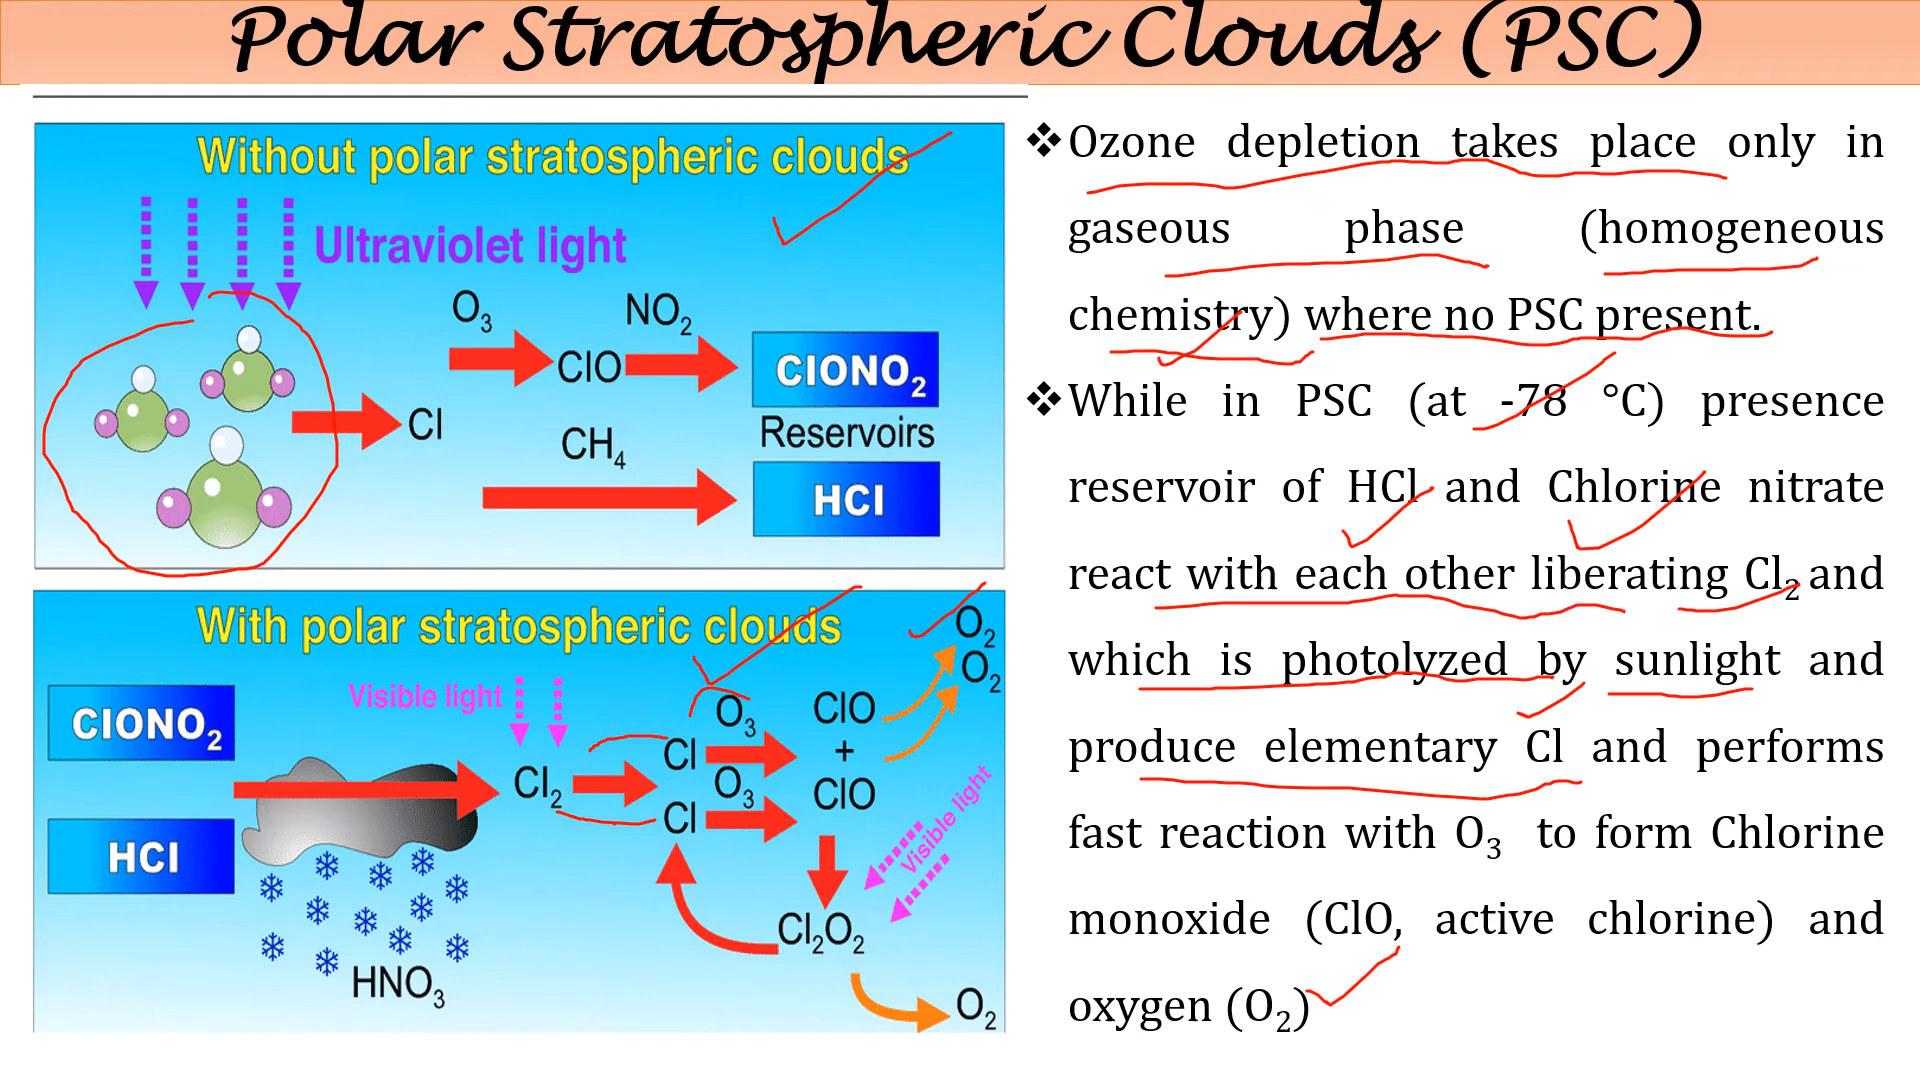 Polar Stratospheric Clouds (PSC)
Without polar stratospheric clouds
Ultraviolet light
O3
NO2
Cl
ClO
ClONO2
Reservoirs
CH4
HCl
With polar stratospheric clouds
O2
O2
ClONO2
Visible light
O3
ClO
Cl
+
Cl2
O3
ClO
Cl
Visible light
HCl
Cl2O2
HNO3
O2
❖Ozone depletion takes place only in
gaseous phase (homogeneous
chemistry) where no PSC present.
❖While in PSC (at -78 °C) presence
reservoir of HCl and Chlorine nitrate
react with each other liberating Cl2 and
which is photolyzed by sunlight and
produce elementary Cl and performs
fast reaction with O3 to form Chlorine
monoxide (ClO, active chlorine) and
oxygen (O2)